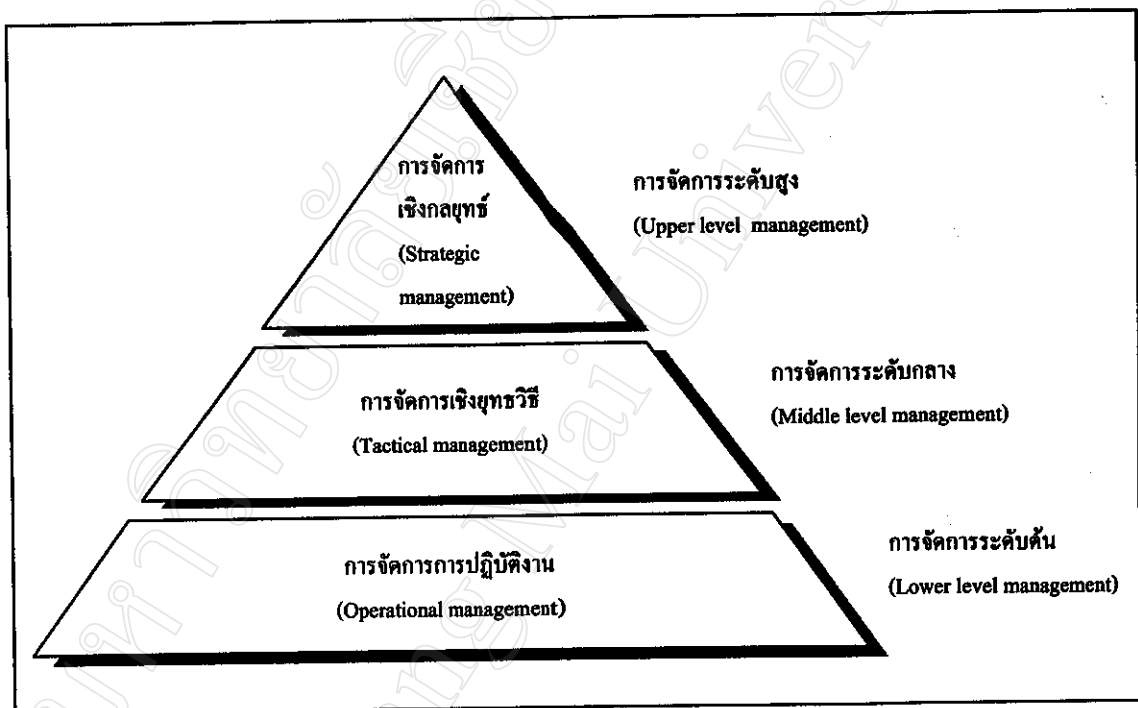 การจัดการ
เชิงกลยุทธ์
(Strategic
management)
การจัดการระดับสูง
(Upper level management)
การจัดการเชิงยุทธวิธี
(Tactical management)
การจัดการระดับกลาง
(Middle level management)
การจัดการการปฏิบัติงาน
(Operational management)
การจัดการระดับต้น
(Lower level management)